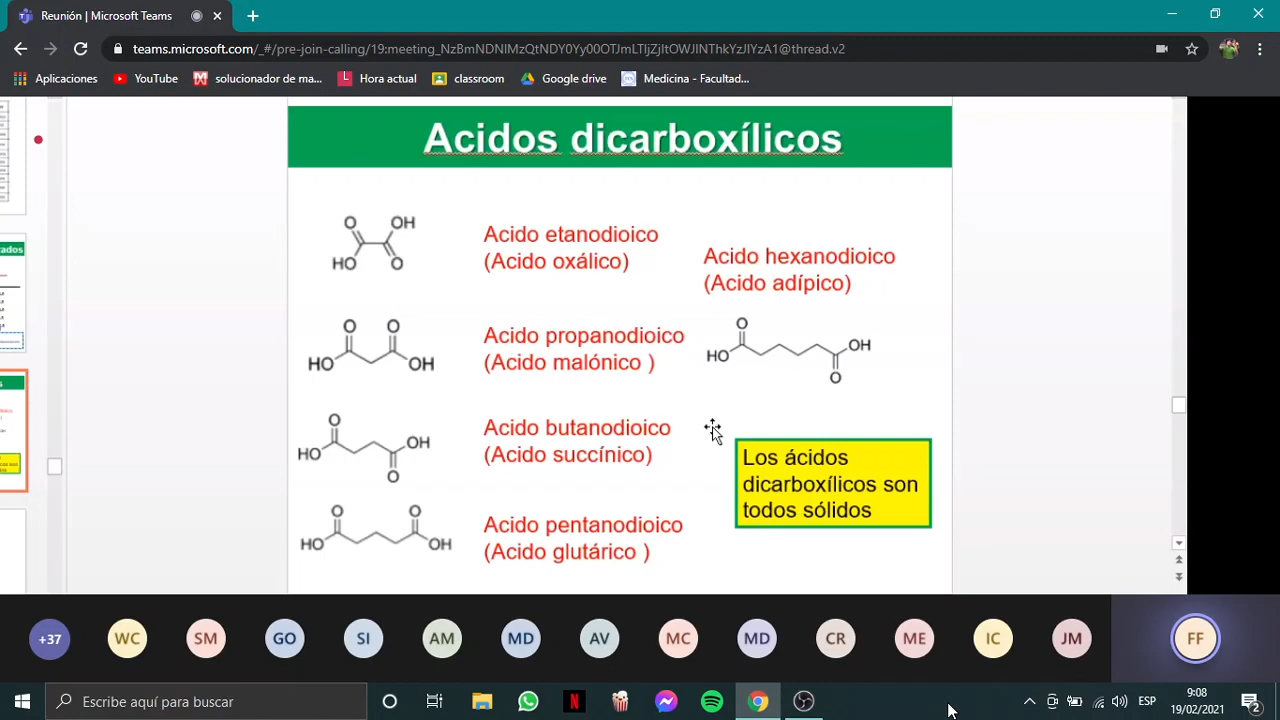 Reunión | Microsoft Teams
teams.microsoft.com/_#/pre-join-calling/19:meeting_NzBmNDNIMzQtNDY0Yy00OTJmLTljZjItOWJlNThkYzJlYzA1@thread.v2
Aplicaciones YouTube solucionador de ma... Hora actual classroom Google drive Medicina - Facultad...
Acidos dicarboxílicos
O OH
HO O
Acido etanodioico
(Acido oxálico)
Acido hexanodioico
(Acido adípico)
O O
HO OH
Acido propanodioico
(Acido malónico )
O
HO OH
O
O
HO OH
O
Acido butanodioico
(Acido succínico)
Los ácidos
dicarboxílicos son
todos sólidos
O O
HO OH
Acido pentanodioico
(Acido glutárico )
+37 WC SM GO SI AM MD AV MC MD CR ME IC JM FF
Escribe aquí para buscar
ESP
9:08
19/02/2021
2